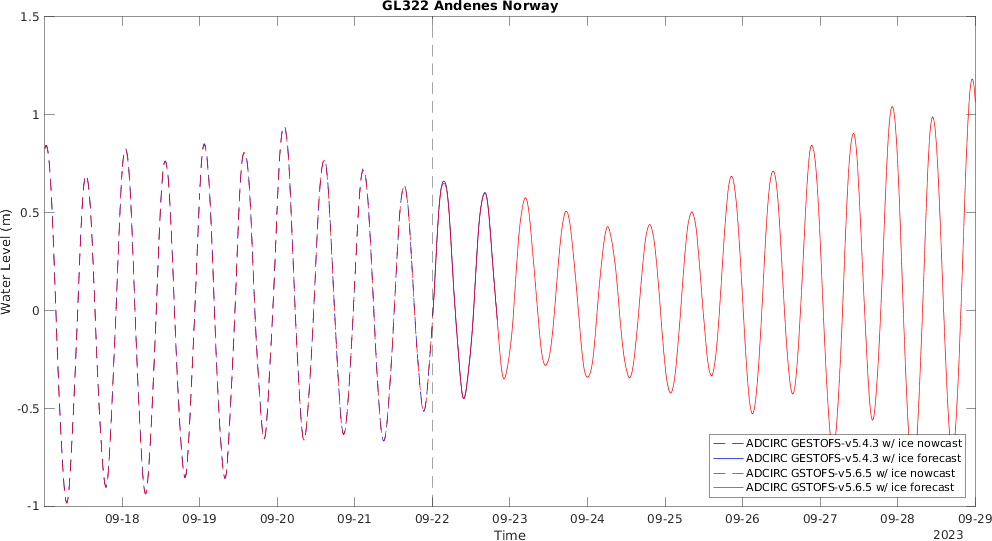 GL322 Andenes Norway
1.5
1
0.5
0
-0.5
-1
Water Level (m)
09-18 09-19 09-20 09-21 09-22 09-23 09-24 09-25 09-26 09-27 09-28 09-29
Time
2023
ADCIRC GESTOFS-v5.4.3 w/ ice nowcast
ADCIRC GESTOFS-v5.4.3 w/ ice forecast
ADCIRC GSTOFS-v5.6.5 w/ ice nowcast
ADCIRC GSTOFS-v5.6.5 w/ ice forecast